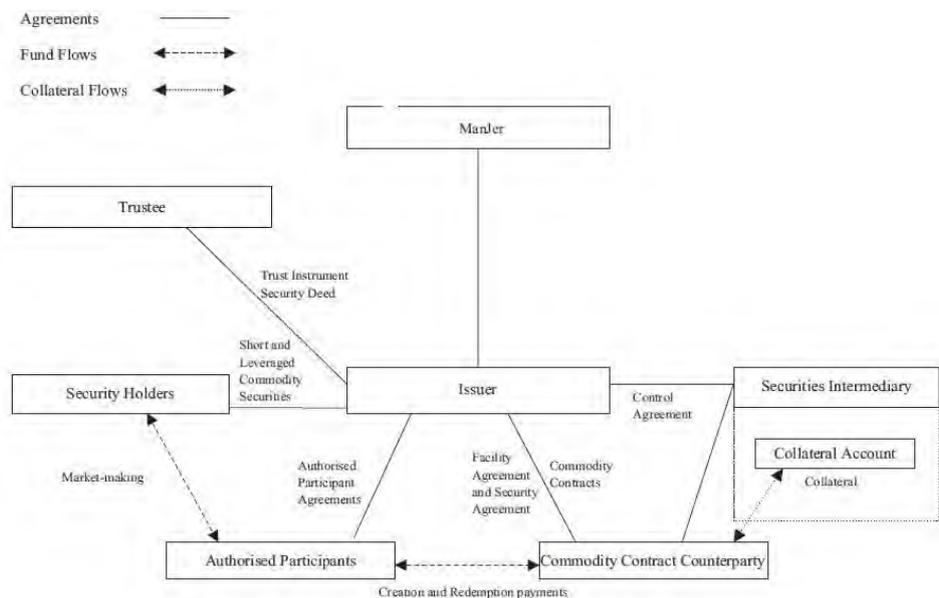 Agreements
Fund Flows
Collateral Flows
ManJer
Trustee
Trust Instrument
Security Deed
Short and
Leveraged
Commodity
Securities
Security Holders
Issuer
Securities Intermediary
Control
Agreement
Collateral Account
Collateral
Market-making
Authorised
Participant
Agreements
Facility
Agreement
and Security
Agreement
Commodity
Contracts
Authorised Participants
Commodity Contract Counterparty
Creation and Redemption payments